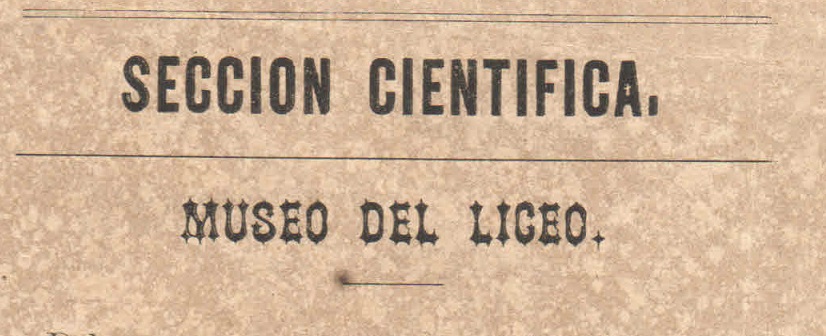 SECCION CIENTIFICA.
MUSEO DEL LICEO.